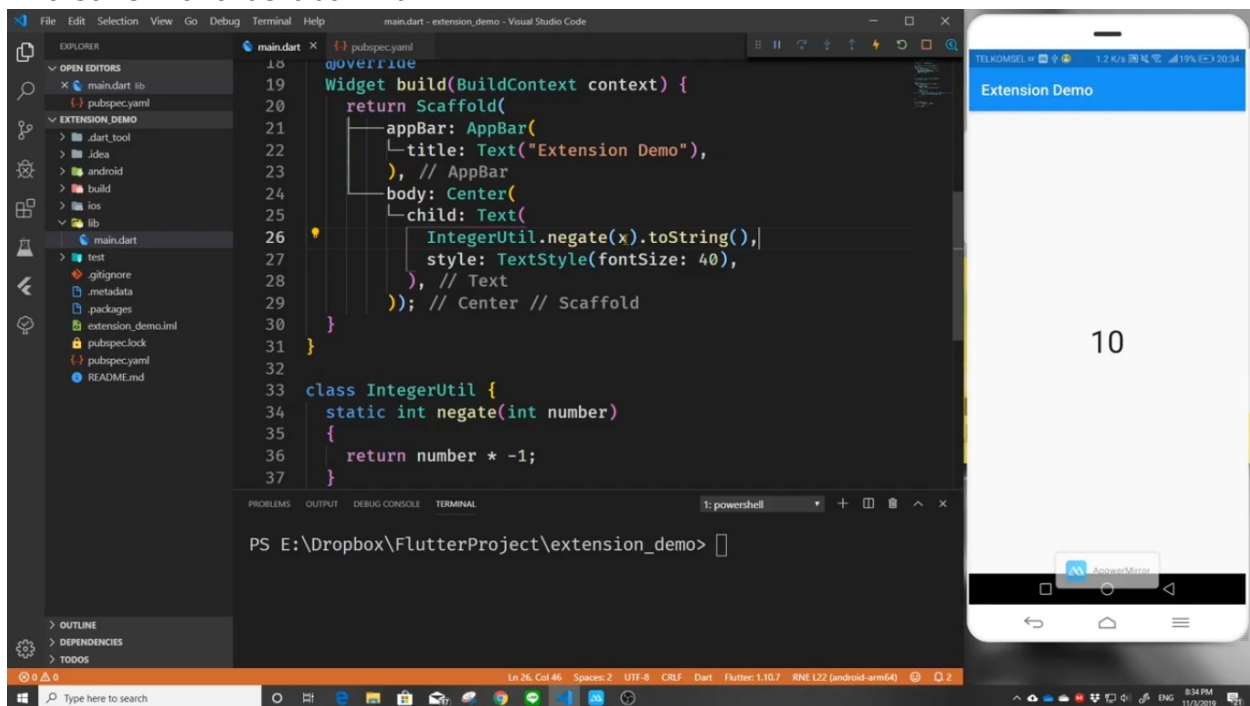 File Edit Selection View Go Debug Terminal Help main.dart - extension_demo - Visual Studio Code
EXPLORER
OPEN EDITORS
main.dart lib
pubspec.yaml
EXTENSION_DEMO
.dart_tool
.idea
android
build
ios
lib
main.dart
test
.gitignore
.metadata
.packages
extension_demo.iml
pubspec.lock
pubspec.yaml
README.md
OUTLINE
DEPENDENCIES
TODOS
main.dart pubspec.yaml
18 @override
19 Widget build(BuildContext context) {
20 return Scaffold(
21 appBar: AppBar(
22 title: Text("Extension Demo"),
23 ), // AppBar
24 body: Center(
25 child: Text(
26 IntegerUtil.negate(x).toString(),
27 style: TextStyle(fontSize: 40),
28 ), // Text
29 )); // Center // Scaffold
30 }
31 }
32
33 class IntegerUtil {
34 static int negate(int number)
35 {
36 return number * -1;
37 }
PROBLEMS OUTPUT DEBUG CONSOLE TERMINAL 1: powershell
PS E:\Dropbox\FlutterProject\extension_demo>
0 0 Ln 26, Col 46 Spaces: 2 UTF-8 CRLF Dart Flutter: 1.10.7 RNE L22 (android-arm64) 2
Type here to search ENG 8:34 PM
11/3/2019
TELKOMSEL 1.2 K/s 19% 20:34
Extension Demo
10
ApowerMirror